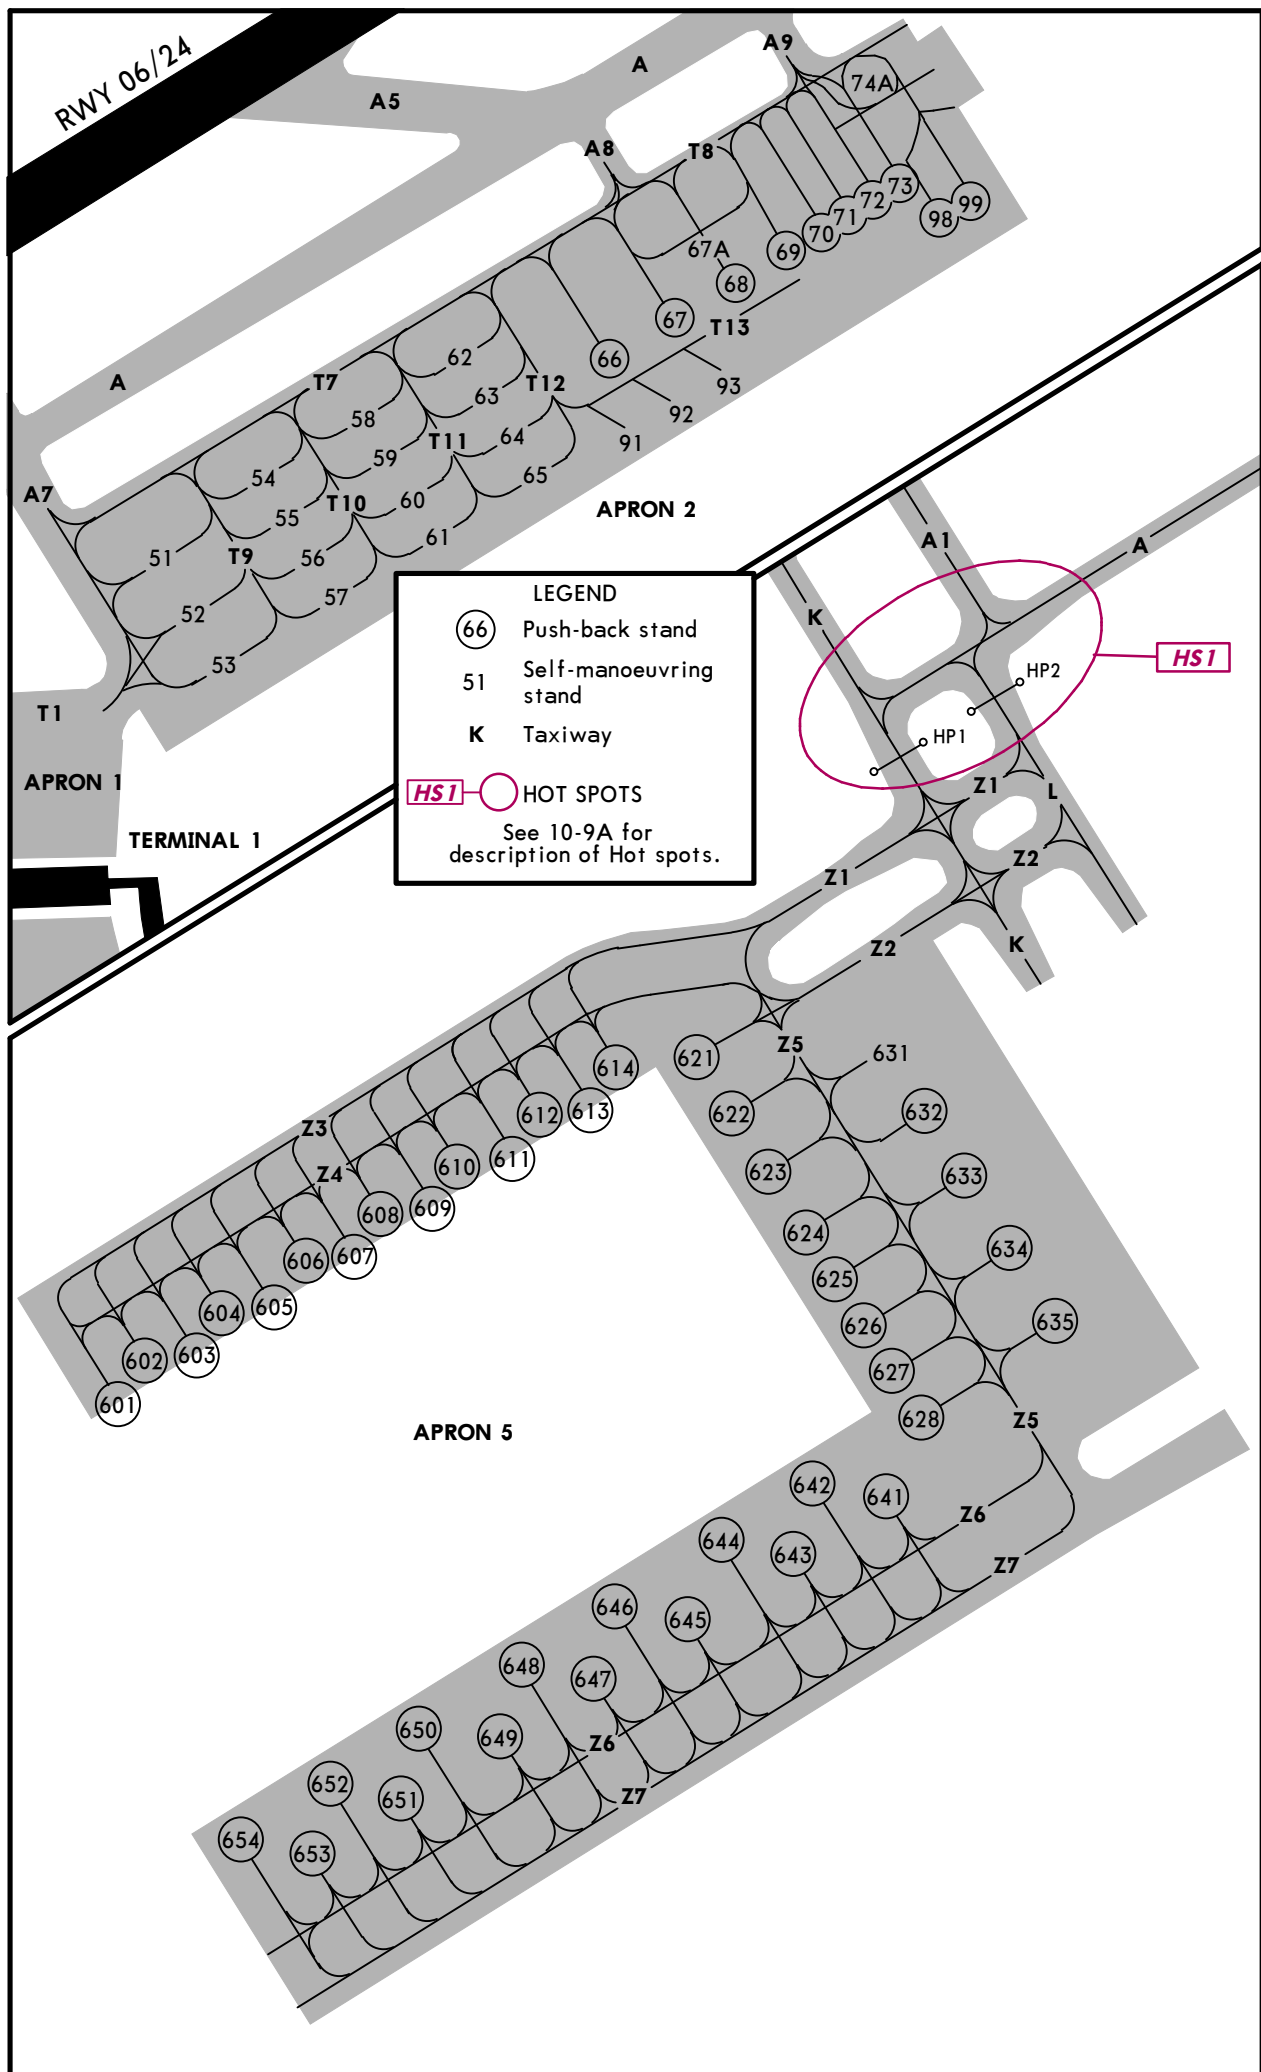 RWY 06/24
A5
A
A9
74A
A8
T8
73
72
71
70
99
98
69
67A
68
67
T13
66
62
63
T12
93
92
91
A
T7
58
59
T11
64
65
54
55
T10
60
61
A7
51
T9
56
57
52
53
T1
APRON 2
APRON 1
TERMINAL 1
LEGEND
66 Push-back stand
51 Self-manoeuvring
stand
K Taxiway
HS1 HOT SPOTS
See 10-9A for
description of Hot spots.
A1
A
K
HS1
HP2
HP1
Z1
L
Z2
Z1
K
Z2
621
Z5
631
622
632
623
633
624
634
625
626
635
627
628
Z5
614
613
612
611
610
609
608
607
606
605
604
603
602
601
Z3
Z4
APRON 5
642
641
Z6
644
643
Z7
646
645
648
647
650
649
Z6
652
651
Z7
654
653